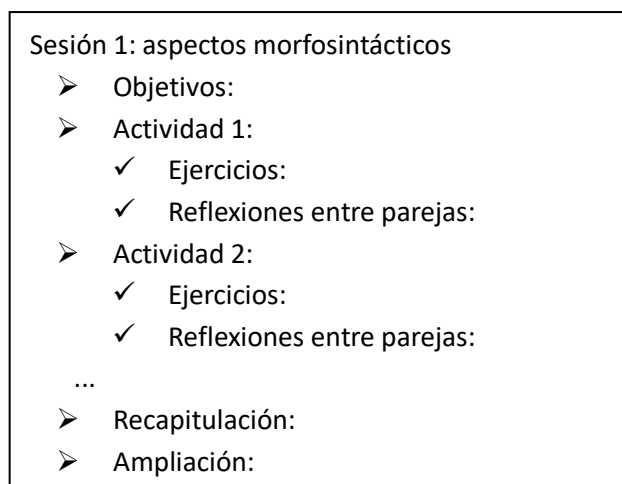 Sesión 1: aspectos morfosintácticos
➢ Objetivos:
➢ Actividad 1:
✓ Ejercicios:
✓ Reflexiones entre parejas:
➢ Actividad 2:
✓ Ejercicios:
✓ Reflexiones entre parejas:
...
➢ Recapitulación:
➢ Ampliación: